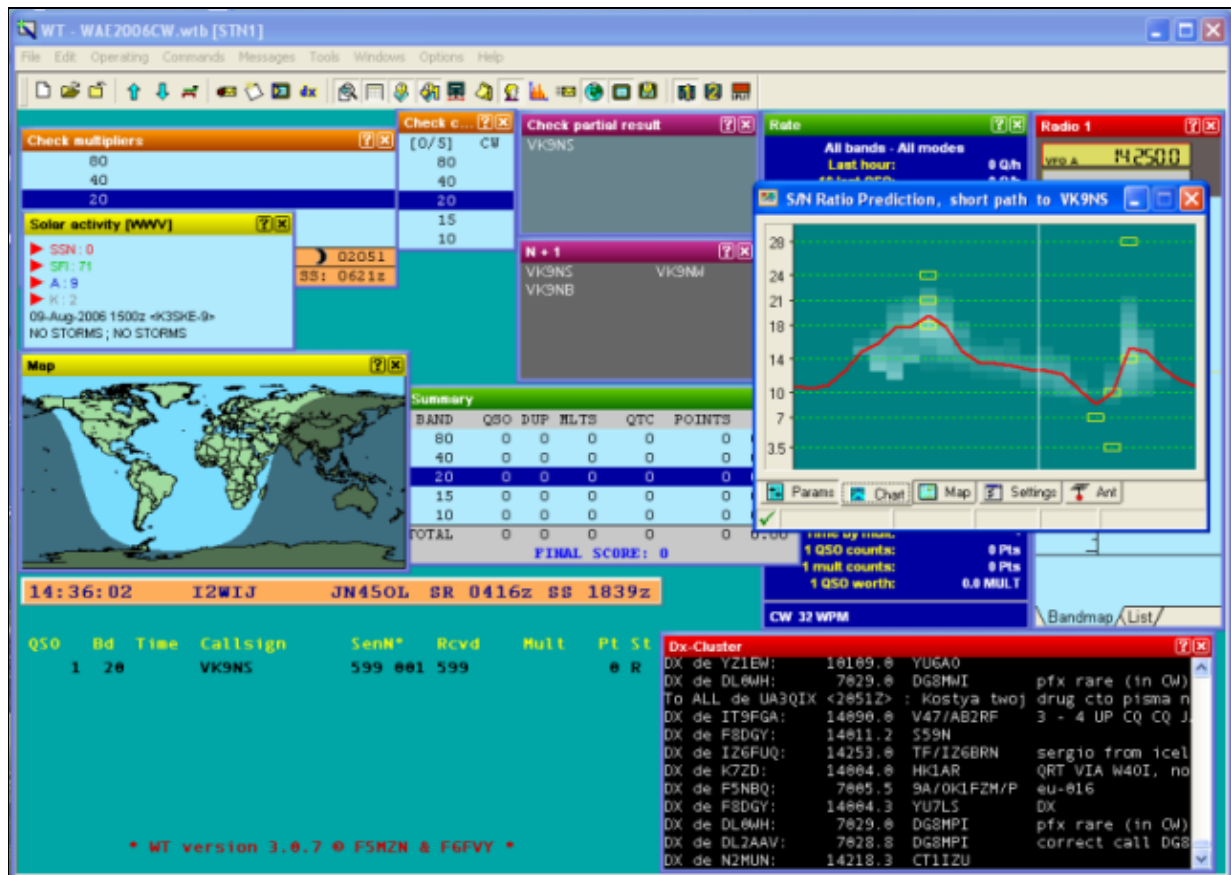 WT - WAE2006CW.wtb [STN1]
File Edit Operating Commands Messages Tools Windows Options Help
Check multipliers
80
40
20
Check c...
[0/5] CW
80
40
20
15
10
02051
SS: 0621z
Check partial result
VK9NS
N + 1
VK9NS VK9NW
VK9NB
Rate
All bands - All modes
Last hour: 0 Q/h
Radio 1
VFO A 14250.0
Solar activity [WWV]
SSN : 0
SFI : 71
A : 9
K : 2
09-Aug-2006 1500z <K3SKE-9>
NO STORMS ; NO STORMS
S/N Ratio Prediction, short path to VK9NS
28
24
21
18
14
10
7
3.5
Params Chart Map Settings Ant
Map
Summary
BAND QSO DUP MLTS QTC POINTS
80 0 0 0 0 0
40 0 0 0 0 0
20 0 0 0 0 0
15 0 0 0 0 0
10 0 0 0 0 0
TOTAL 0 0 0 0 0 0.00
FINAL SCORE: 0
Time by mult: -
1 QSO counts: 0 Pts
1 mult counts: 0 Pts
1 QSO worth: 0.0 MULT
CW 32 WPM
Bandmap List
14:36:02 I2WIJ JN45OL SR 0416z SS 1839z
QSO Bd Time Callsign SenN° Rcvd Mult Pt St
1 20 VK9NS 599 001 599 0 R
* WT version 3.0.7 © F5MZN & F6FVY *
Dx-Cluster
DX de YZ1EW: 10109.0 YU6AO
DX de DL0WH: 7029.0 DG8MWI pfx rare (in CW)
To ALL de UA3QIX <2051Z> : Kostya twoj drug cto pisma n
DX de IT9FGA: 14090.0 V47/AB2RF 3 - 4 UP CQ CQ J
DX de F8DGY: 14011.2 S59N
DX de IZ6FUQ: 14253.0 TF/IZ6BRN sergio from icel
DX de K7ZD: 14004.0 HK1AR QRT VIA W4OI, no
DX de F5NBQ: 7005.5 9A/OK1FZM/P eu-016
DX de F8DGY: 14004.3 YU7LS DX
DX de DL0WH: 7029.0 DG8MPI pfx rare (in CW)
DX de DL2AAV: 7028.8 DG8MPI correct call DG8
DX de N2MUN: 14218.3 CT1IZU